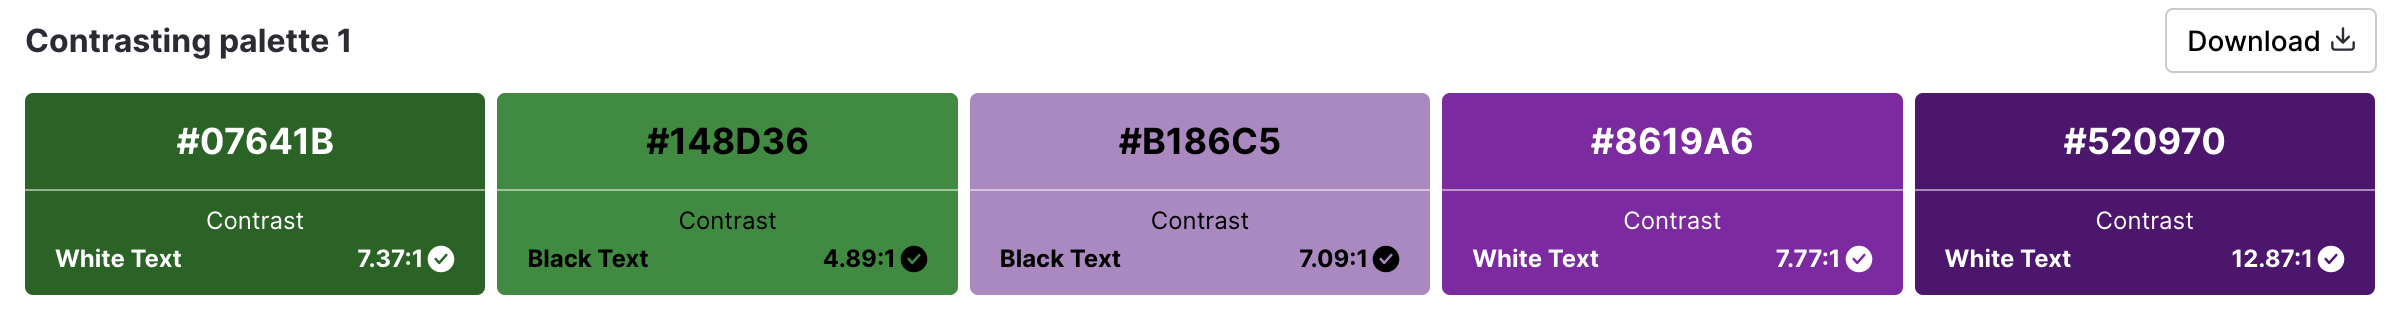 Contrasting palette 1
Download
#07641B
Contrast
White Text 7.37:1
#148D36
Contrast
Black Text 4.89:1
#B186C5
Contrast
Black Text 7.09:1
#8619A6
Contrast
White Text 7.77:1
#520970
Contrast
White Text 12.87:1